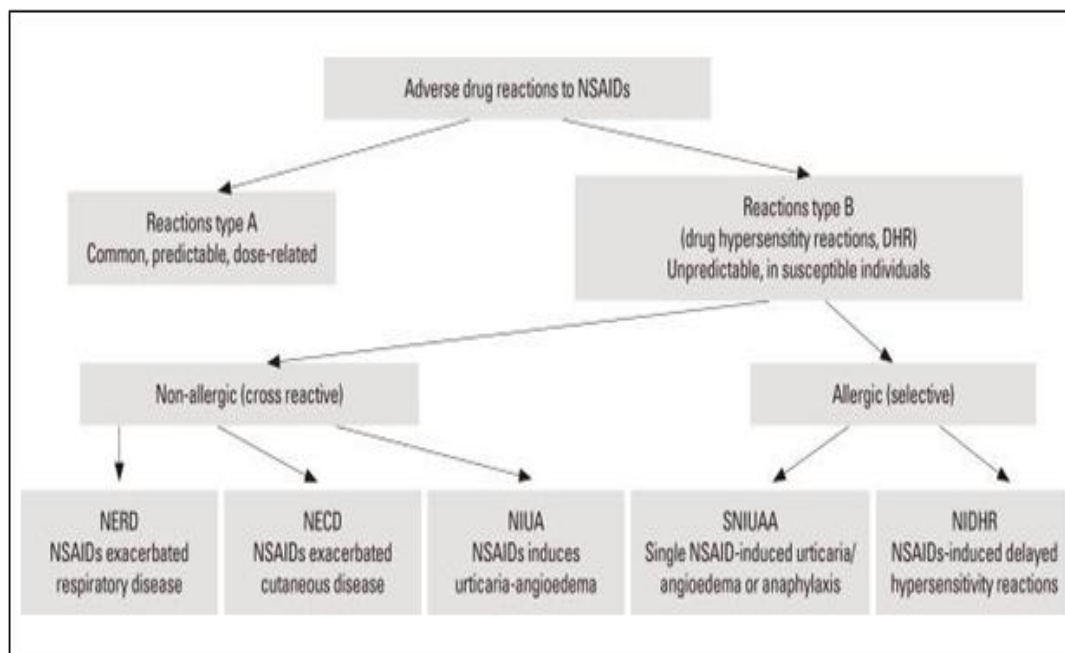 Adverse drug reactions to NSAIDs
Reactions type A
Common, predictable, dose-related
Reactions type B
(drug hypersensitity reactions, DHR)
Unpredictable, in susceptible individuals
Non-allergic (cross reactive)
Allergic (selective)
NERD
NSAIDs exacerbated
respiratory disease
NECD
NSAIDs exacerbated
cutaneous disease
NIUA
NSAIDs induces
urticaria-angioedema
SNIUAA
Single NSAID-induced urticaria/
angioedema or anaphylaxis
NIDHR
NSAIDs-induced delayed
hypersensitivity reactions